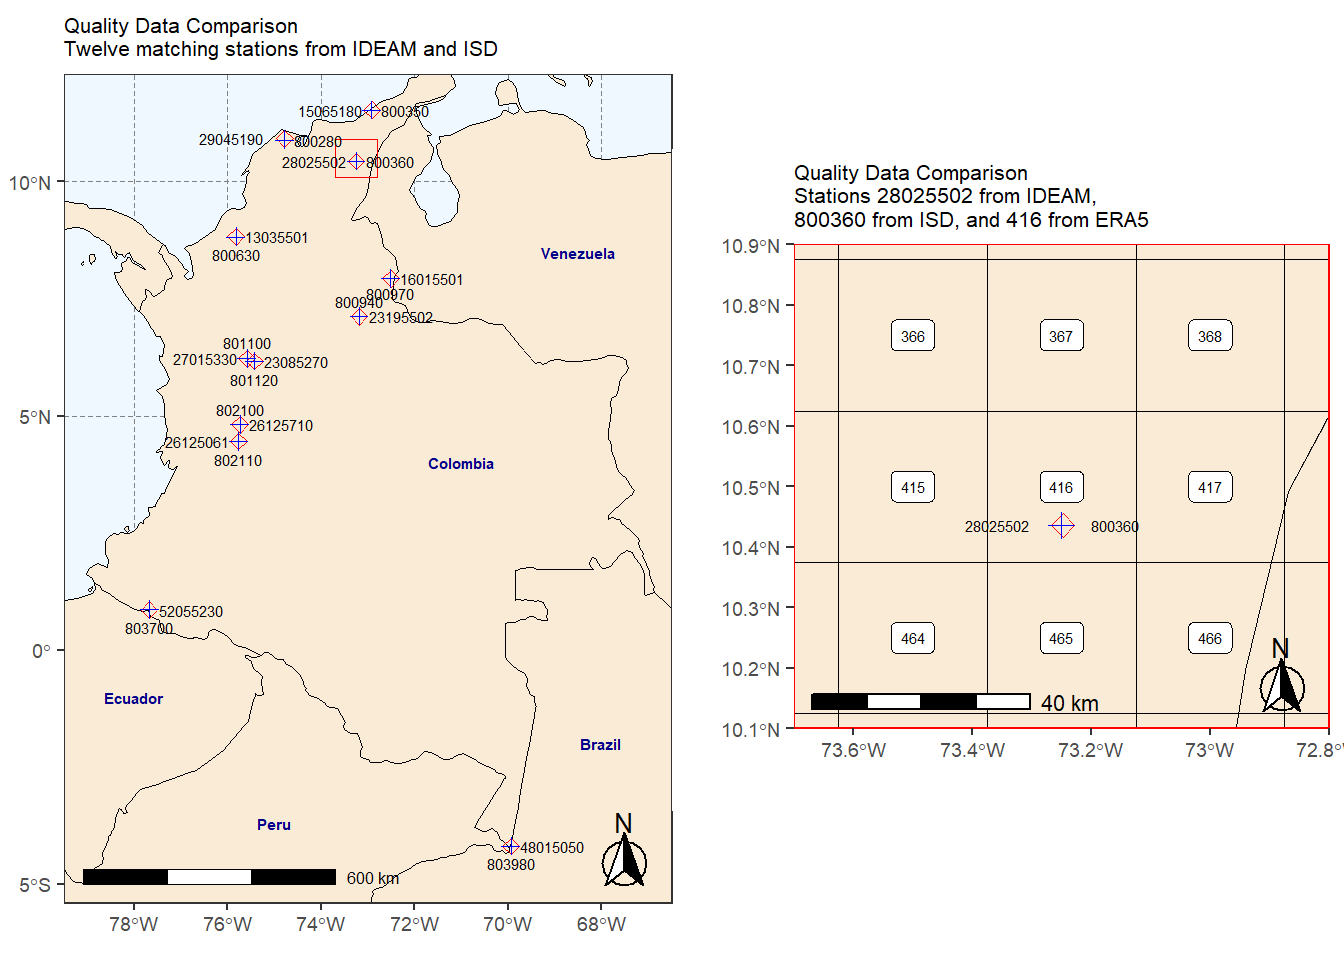 Quality Data Comparison
Twelve matching stations from IDEAM and ISD
15065180 800350
29045190 800280
28025502 800360
10°N
13035501
800630
Venezuela
16015501
800970
800940
23195502
801100
27015330 23085270
801120
5°N
802100
26125710
26125061
802110
Colombia
52055230
803700
0°
Ecuador
Brazil
Peru
N
48015050
803980
600 km
5°S
78°W 76°W 74°W 72°W 70°W 68°W
Quality Data Comparison
Stations 28025502 from IDEAM,
800360 from ISD, and 416 from ERA5
10.9°N
10.8°N
366 367 368
10.7°N
10.6°N
10.5°N
415 416 417
28025502 800360
10.4°N
10.3°N
464 465 466
N
10.2°N
40 km
10.1°N
73.6°W 73.4°W 73.2°W 73°W 72.8°